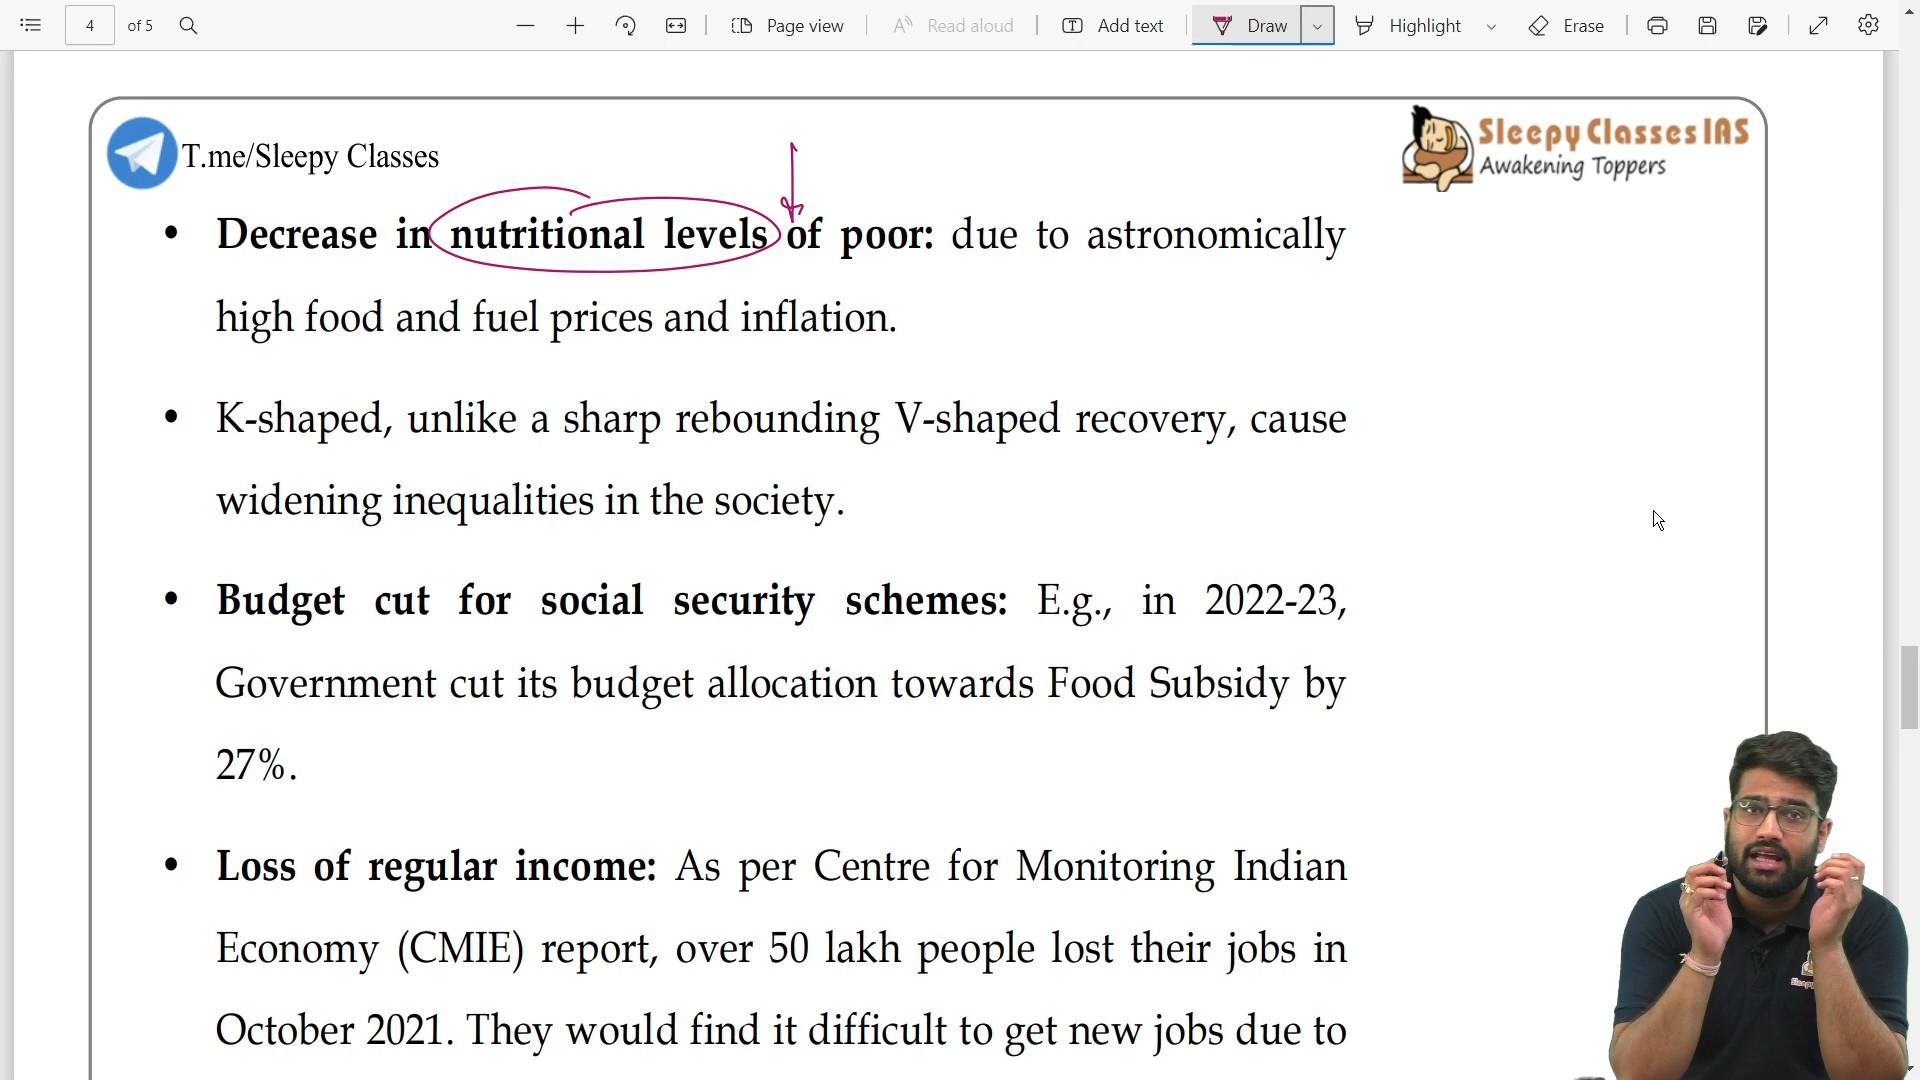 4 of 5 Page view Read aloud Add text Draw Highlight Erase
T.me/Sleepy Classes
Sleepy Classes IAS
Awakening Toppers
• Decrease in nutritional levels of poor: due to astronomically
high food and fuel prices and inflation.
• K-shaped, unlike a sharp rebounding V-shaped recovery, cause
widening inequalities in the society.
• Budget cut for social security schemes: E.g., in 2022-23,
Government cut its budget allocation towards Food Subsidy by
27%.
• Loss of regular income: As per Centre for Monitoring Indian
Economy (CMIE) report, over 50 lakh people lost their jobs in
October 2021. They would find it difficult to get new jobs due to